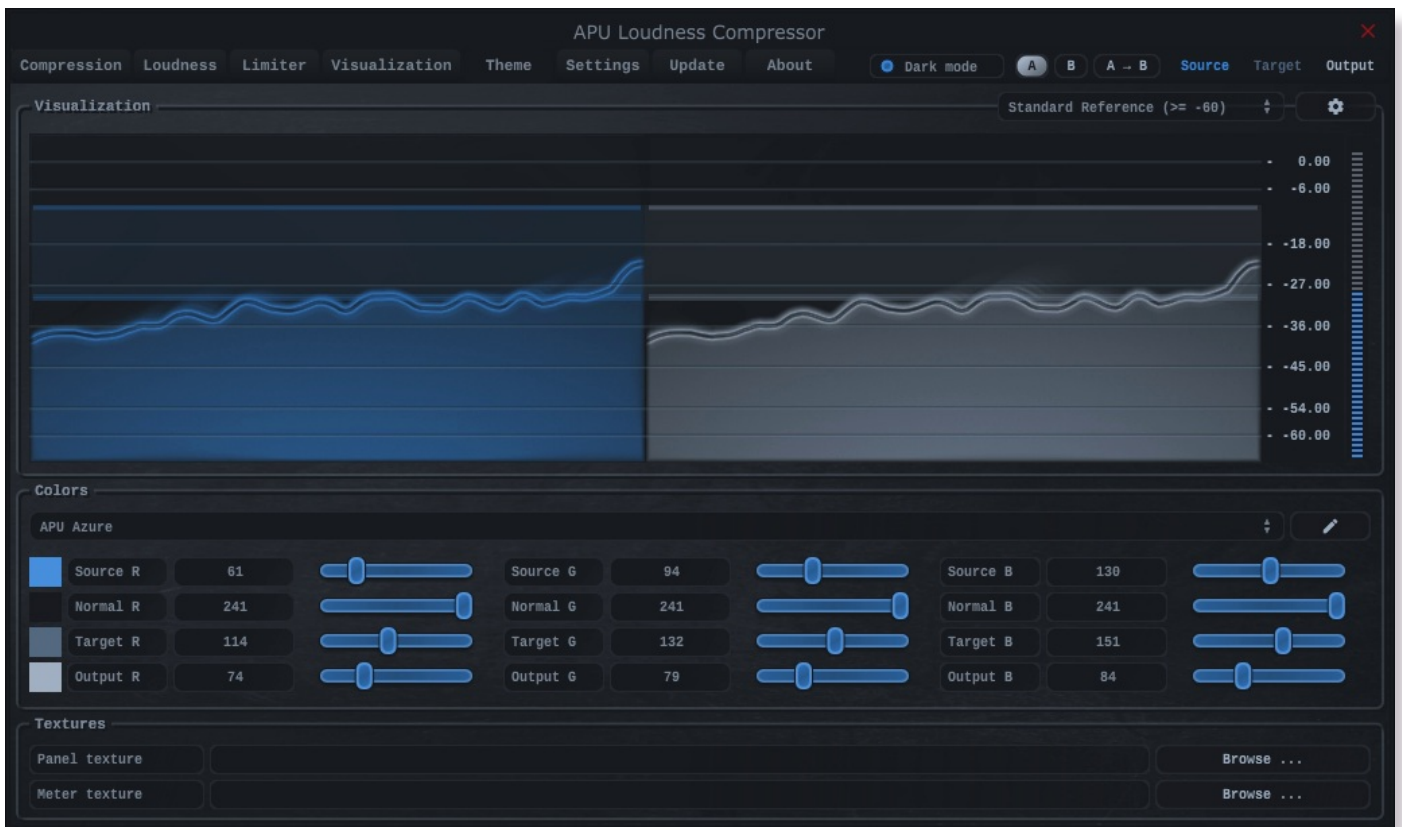 APU Loudness Compressor
Compression Loudness Limiter Visualization Theme Settings Update About Dark mode A B A → B Source Target Output
Visualization Standard Reference (>= -60)
- 0.00
- -6.00
- -18.00
- -27.00
- -36.00
- -45.00
- -54.00
- -60.00
Colors
APU Azure
Source R 61 Source G 94 Source B 130
Normal R 241 Normal G 241 Normal B 241
Target R 114 Target G 132 Target B 151
Output R 74 Output G 79 Output B 84
Textures
Panel texture Browse ...
Meter texture Browse ...